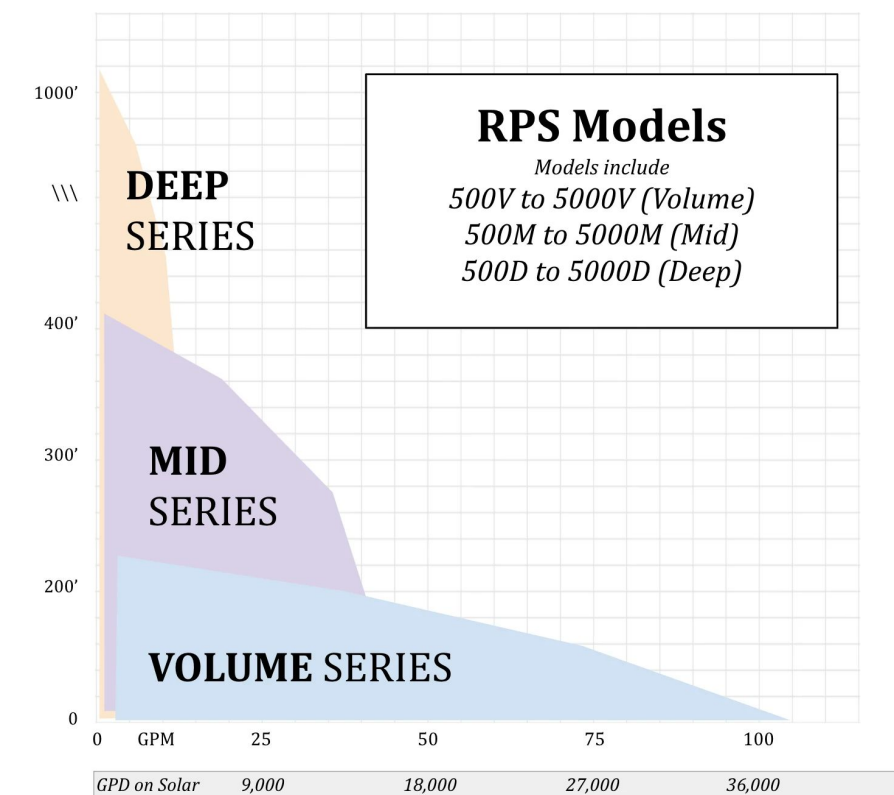 1000’
\\\
400’
300’
200’
0
DEEP
SERIES
MID
SERIES
VOLUME SERIES
RPS Models
Models include
500V to 5000V (Volume)
500M to 5000M (Mid)
500D to 5000D (Deep)
0 GPM 25 50 75 100
GPD on Solar 9,000 18,000 27,000 36,000